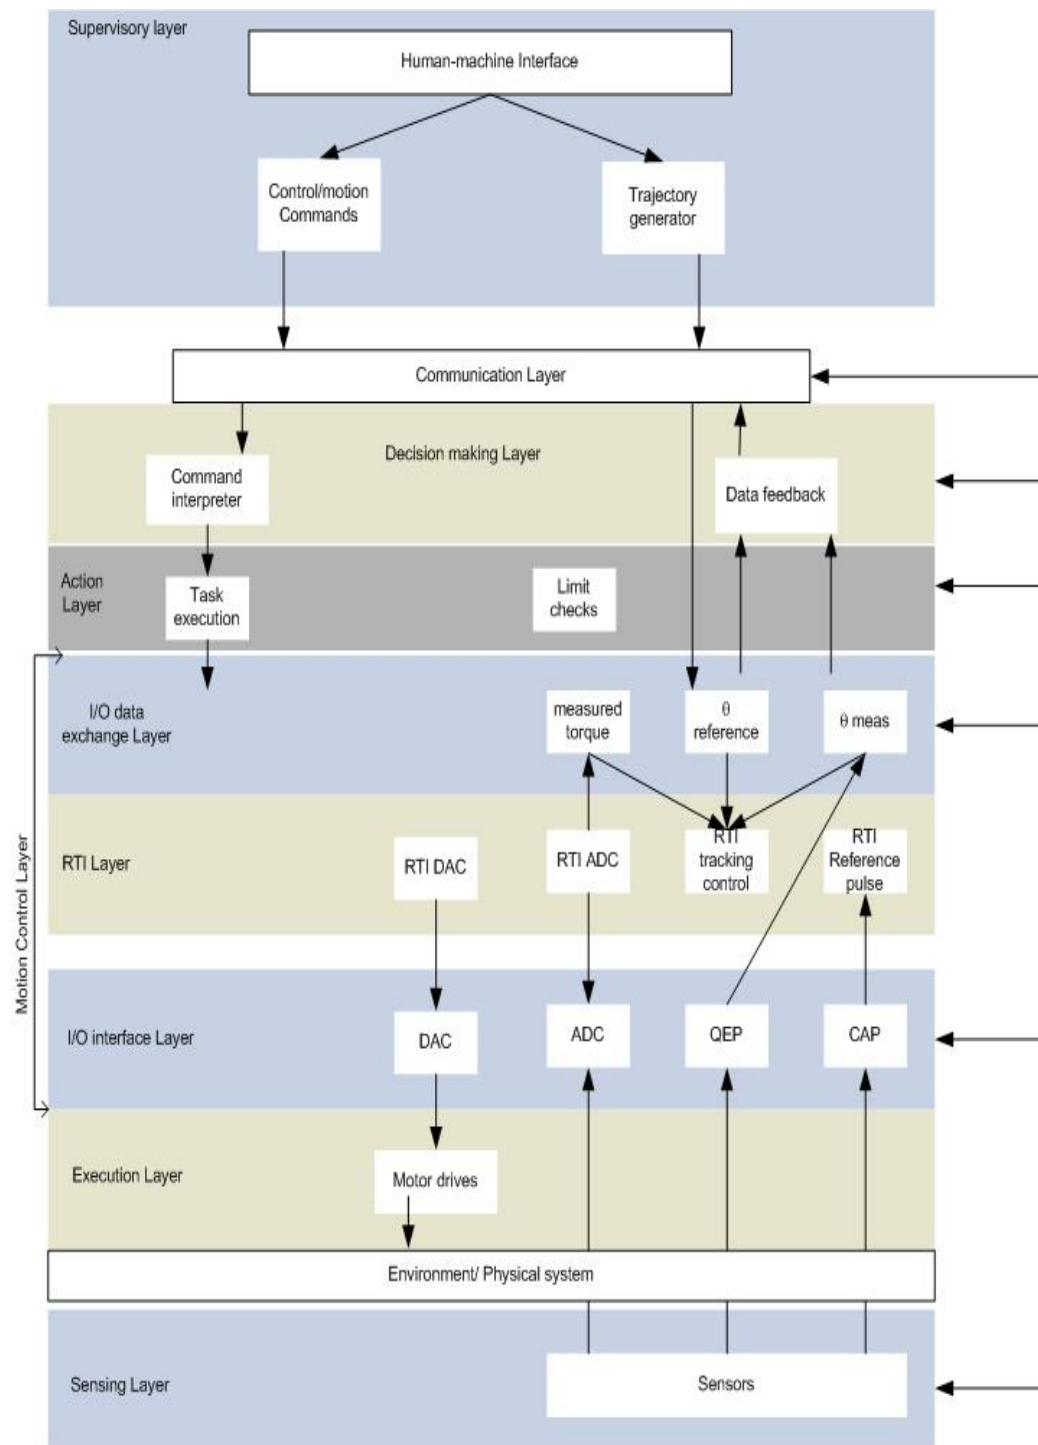 Supervisory layer
Human-machine Interface
Control/motion
Commands
Trajectory
generator
Communication Layer
Decision making Layer
Command
interpreter
Data feedback
Action
Layer
Task
execution
Limit
checks
I/O data
exchange Layer
measured
torque
θ
reference
θ meas
Motion Control Layer
RTI Layer
RTI DAC
RTI ADC
RTI
tracking
control
RTI
Reference
pulse
I/O interface Layer
DAC
ADC
QEP
CAP
Execution Layer
Motor drives
Environment/ Physical system
Sensing Layer
Sensors